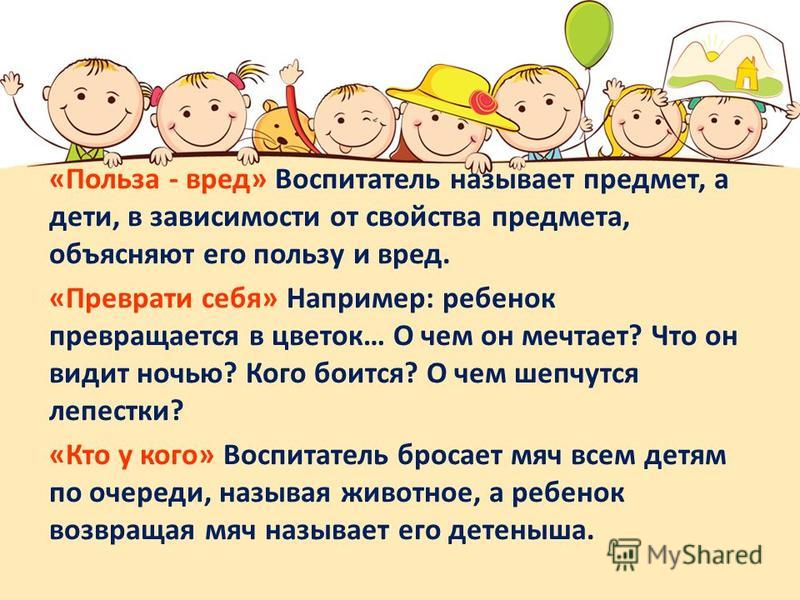 «Польза - вред» Воспитатель называет предмет, а
дети, в зависимости от свойства предмета,
объясняют его пользу и вред.
«Преврати себя» Например: ребенок
превращается в цветок… О чем он мечтает? Что он
видит ночью? Кого боится? О чем шепчутся
лепестки?
«Кто у кого» Воспитатель бросает мяч всем детям
по очереди, называя животное, а ребенок
возвращая мяч называет его детеныша.
MyShared